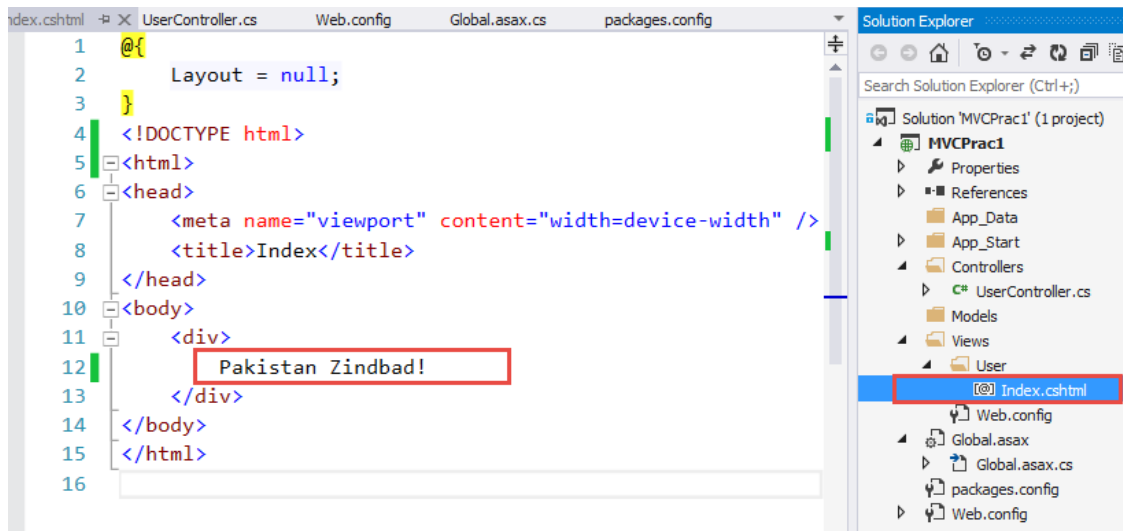 ndex.cshtml UserController.cs Web.config Global.asax.cs packages.config
1 @{
2 Layout = null;
3 }
4 <!DOCTYPE html>
5 <html>
6 <head>
7 <meta name="viewport" content="width=device-width" />
8 <title>Index</title>
9 </head>
10 <body>
11 <div>
12 Pakistan Zindbad!
13 </div>
14 </body>
15 </html>
16
Solution Explorer
Search Solution Explorer (Ctrl+;)
Solution 'MVCPrac1' (1 project)
MVCPrac1
Properties
References
App_Data
App_Start
Controllers
C# UserController.cs
Models
Views
User
[@] Index.cshtml
Web.config
Global.asax
Global.asax.cs
packages.config
Web.config